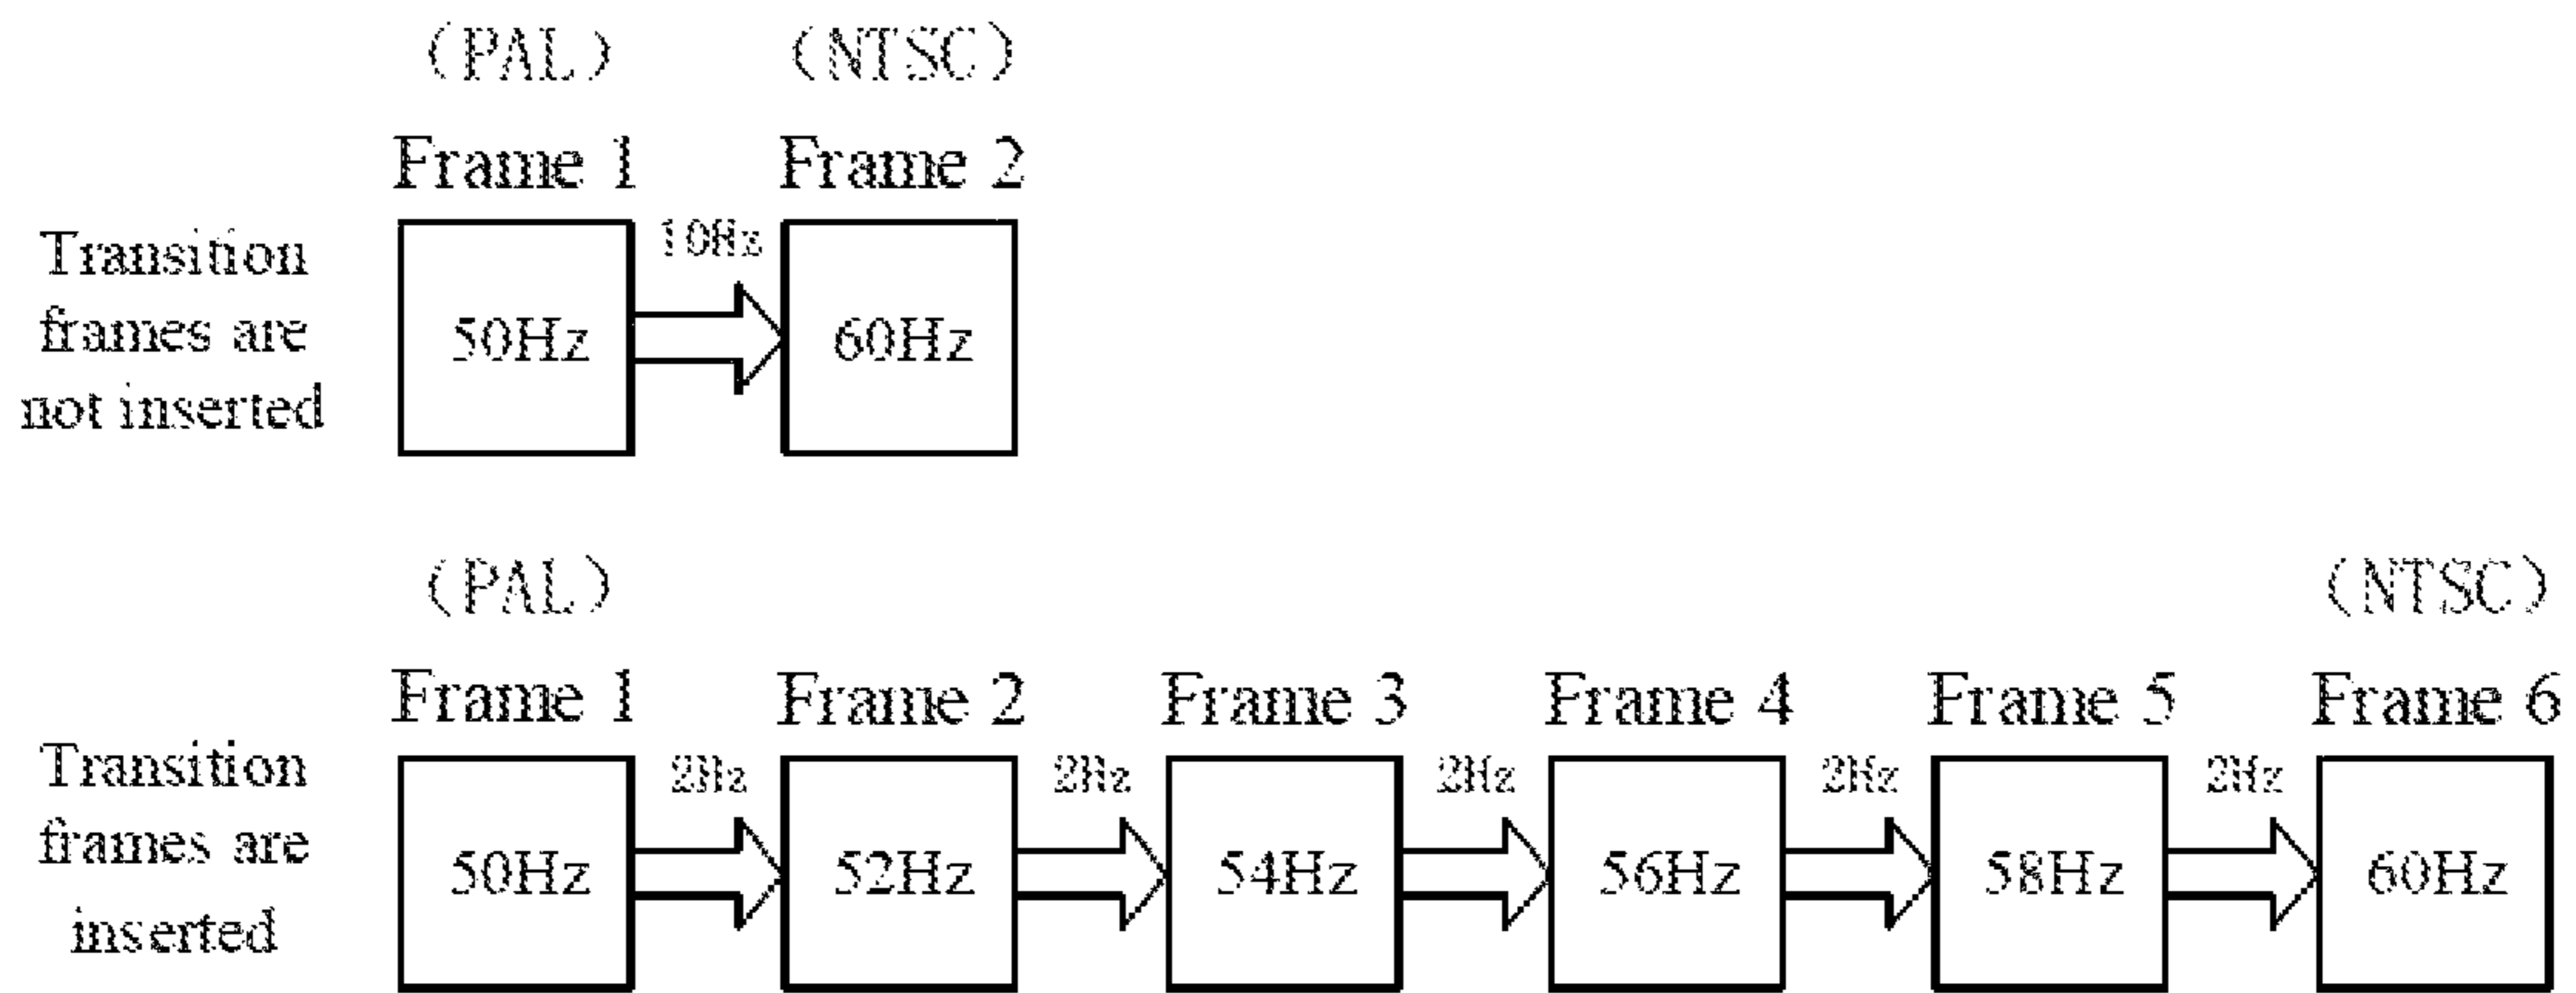 （PAL） （NTSC）
Frame 1 Frame 2
Transition
frames are
not inserted
10Hz
50Hz 60Hz
（PAL） （NTSC）
Frame 1 Frame 2 Frame 3 Frame 4 Frame 5 Frame 6
Transition
frames are
inserted
2Hz 2Hz 2Hz 2Hz 2Hz
50Hz 52Hz 54Hz 56Hz 58Hz 60Hz